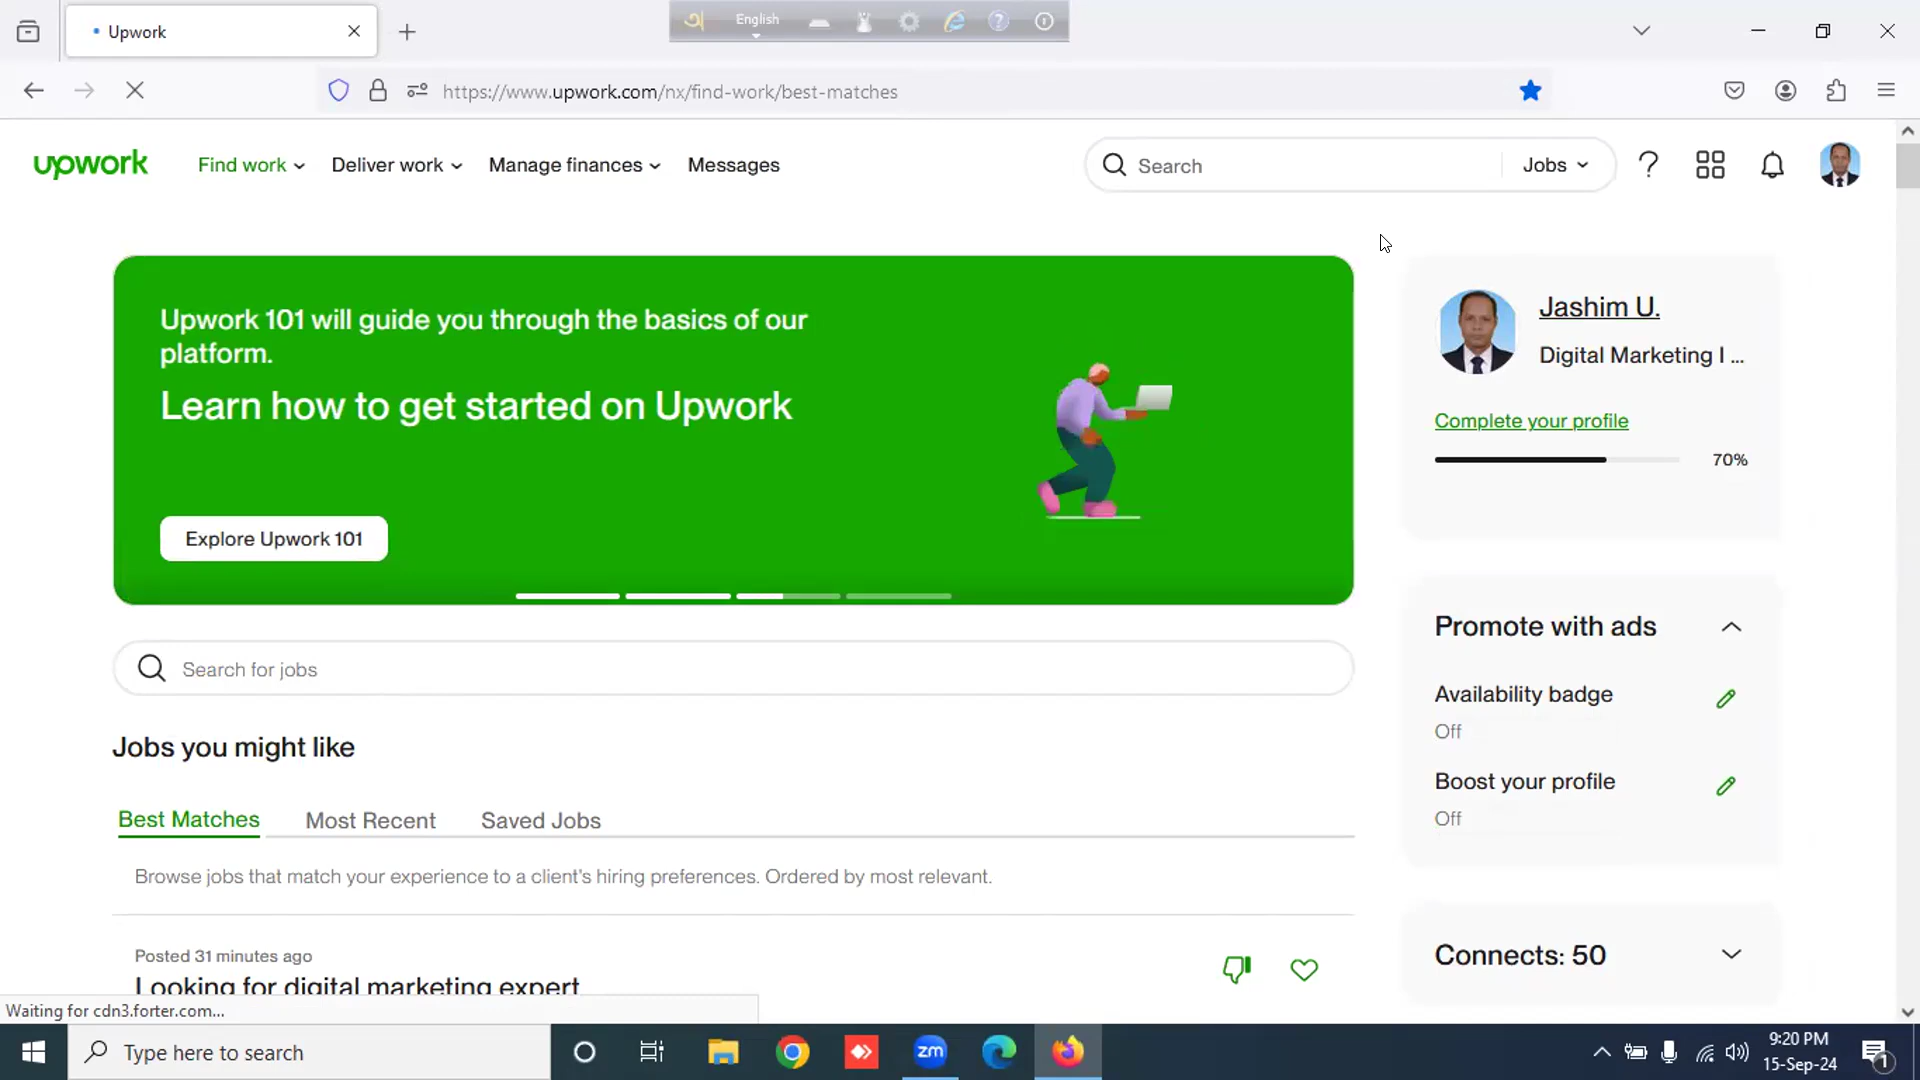 Upwork
English
https://www.upwork.com/nx/find-work/best-matches
upwork
Find work
Deliver work
Manage finances
Messages
Search
Jobs
Upwork 101 will guide you through the basics of our
platform.
Learn how to get started on Upwork
Explore Upwork 101
Jashim U.
Digital Marketing I ...
Complete your profile
70%
Promote with ads
Availability badge
Off
Boost your profile
Off
Connects: 50
Search for jobs
Jobs you might like
Best Matches
Most Recent
Saved Jobs
Browse jobs that match your experience to a client's hiring preferences. Ordered by most relevant.
Posted 31 minutes ago
Looking for digital marketing expert
Waiting for cdn3.forter.com...
Type here to search
zm
9:20 PM
15-Sep-24
1